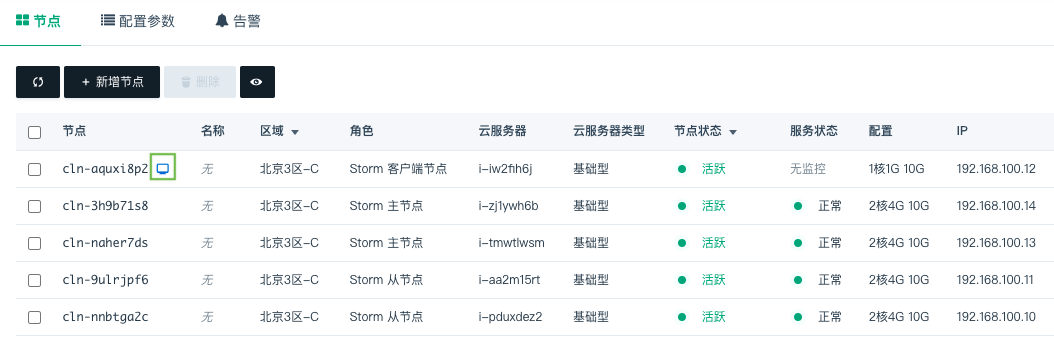 节点 配置参数 告警
+ 新增节点 删除
节点 名称 区域 角色 云服务器 云服务器类型 节点状态 服务状态 配置 IP
cln-aquxi8p2 无 北京3区-C Storm 客户端节点 i-iw2fih6j 基础型 活跃 无监控 1核1G 10G 192.168.100.12
cln-3h9b71s8 无 北京3区-C Storm 主节点 i-zj1ywh6b 基础型 活跃 正常 2核4G 10G 192.168.100.14
cln-naher7ds 无 北京3区-C Storm 主节点 i-tmwtlwsm 基础型 活跃 正常 2核4G 10G 192.168.100.13
cln-9ulrjpf6 无 北京3区-C Storm 从节点 i-aa2m15rt 基础型 活跃 正常 2核4G 10G 192.168.100.11
cln-nnbtga2c 无 北京3区-C Storm 从节点 i-pduxdez2 基础型 活跃 正常 2核4G 10G 192.168.100.10